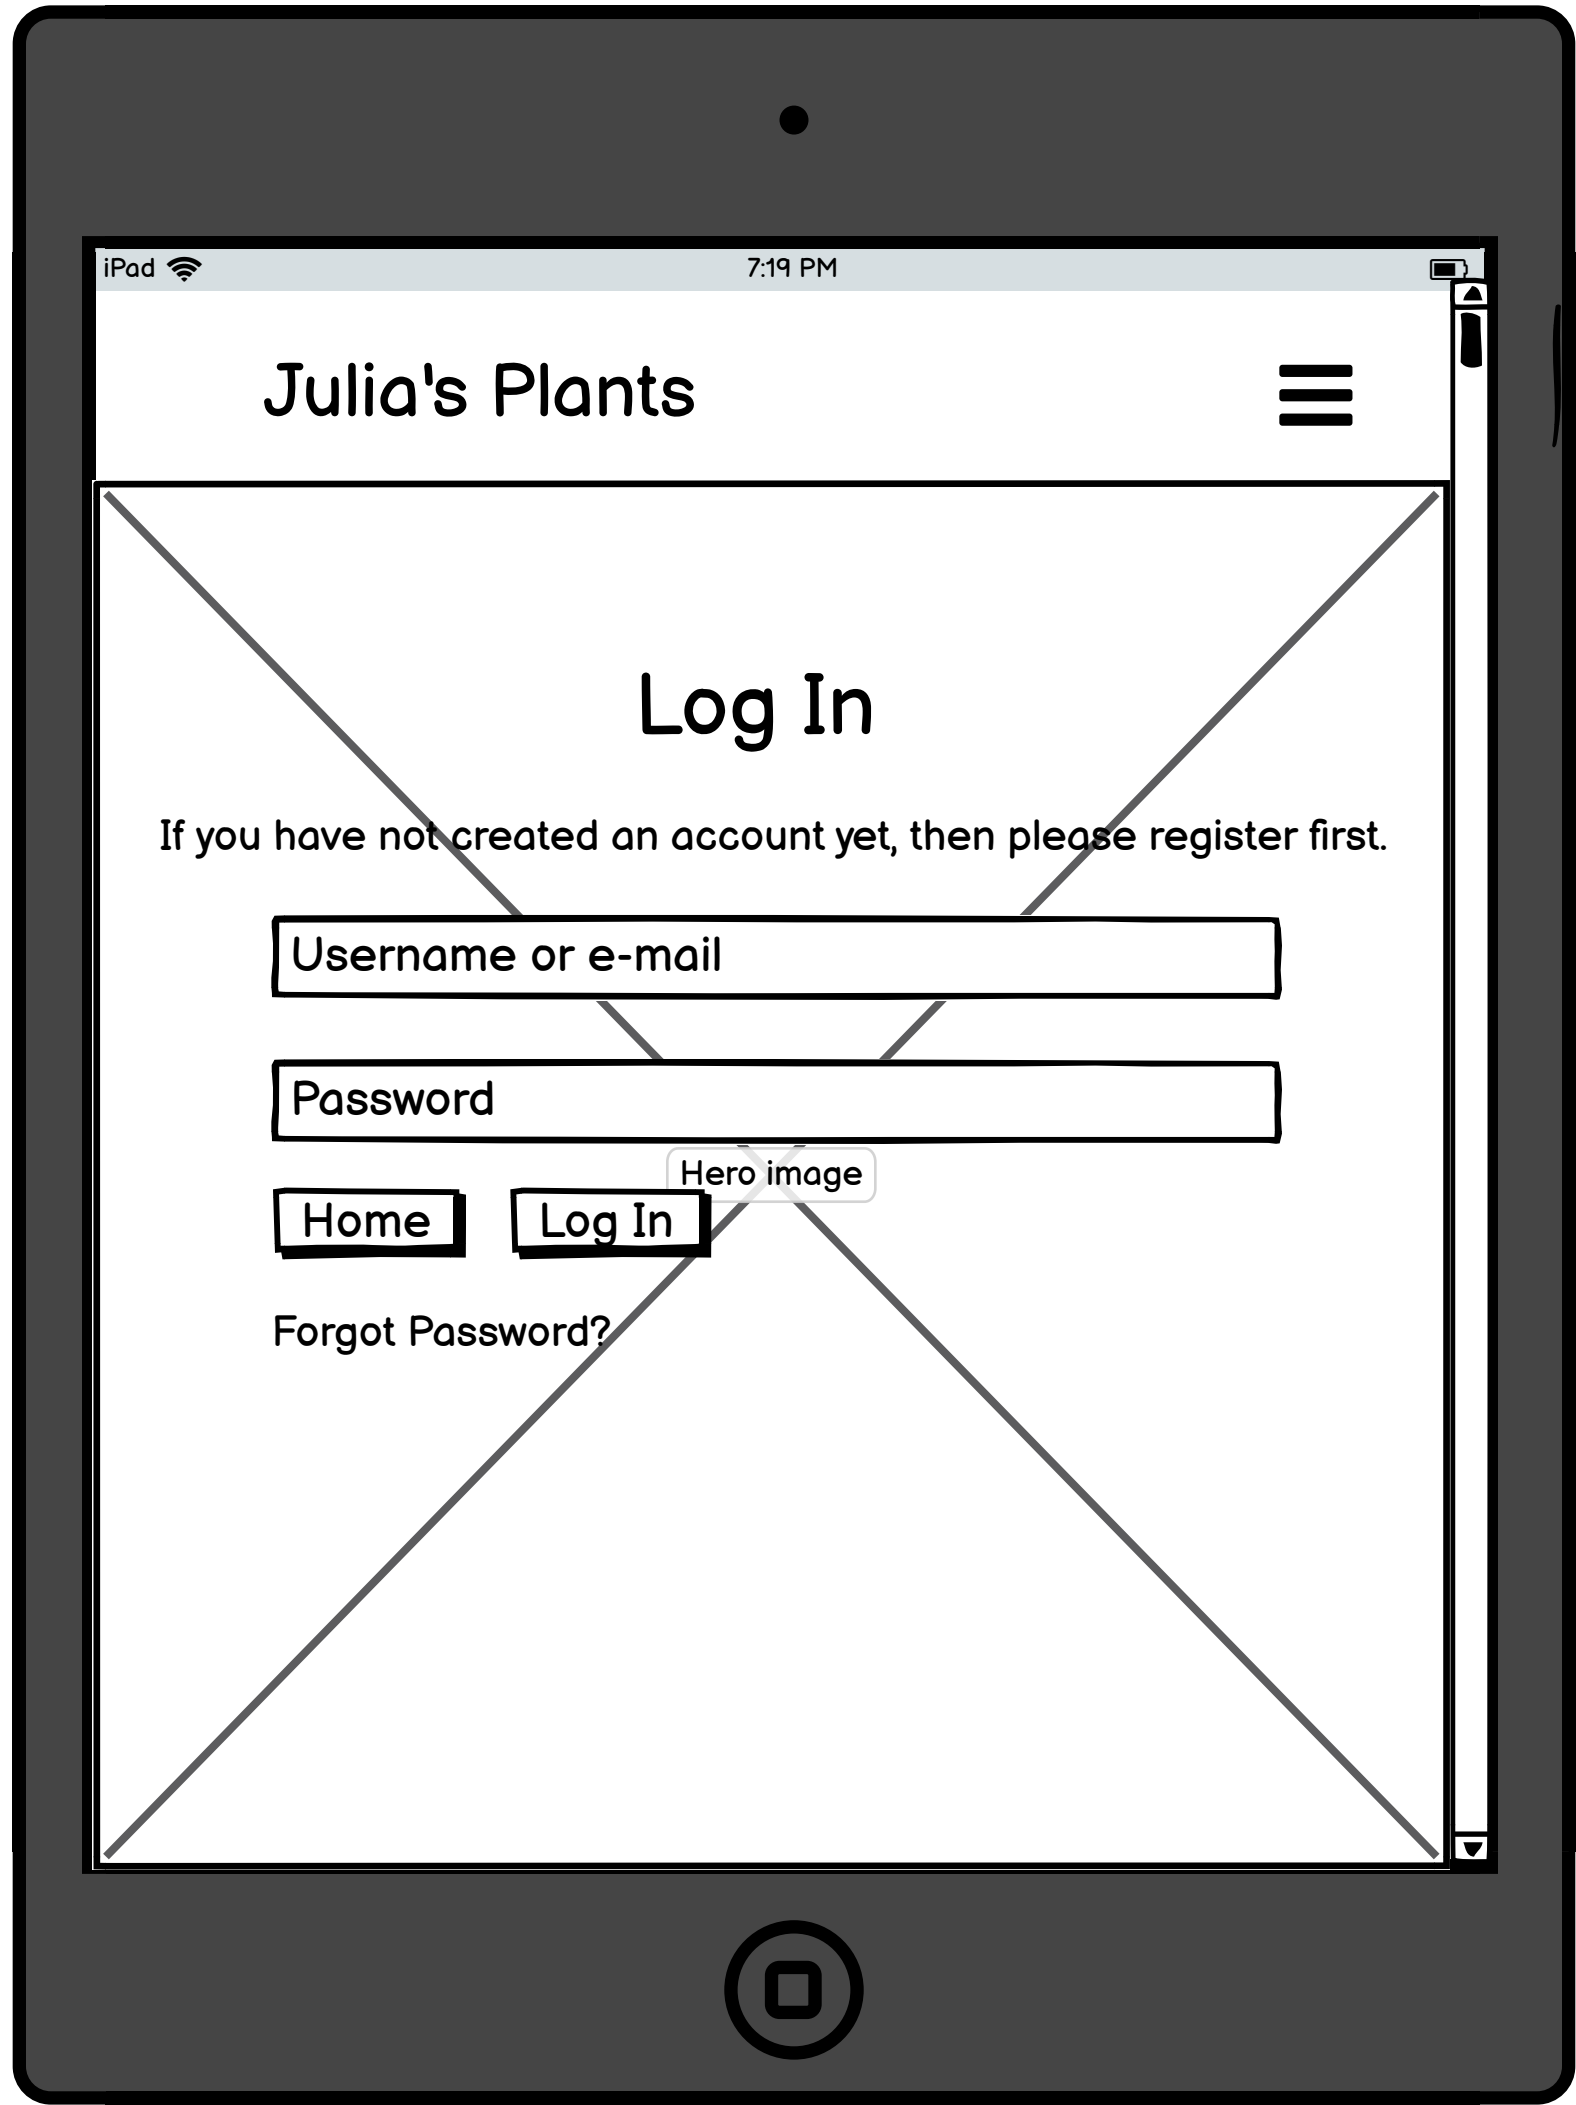 iPad
7:19 PM
Julia's Plants
Log In
If you have not created an account yet, then please register first.
Username or e-mail
Password
Hero image
Home
Log In
Forgot Password?